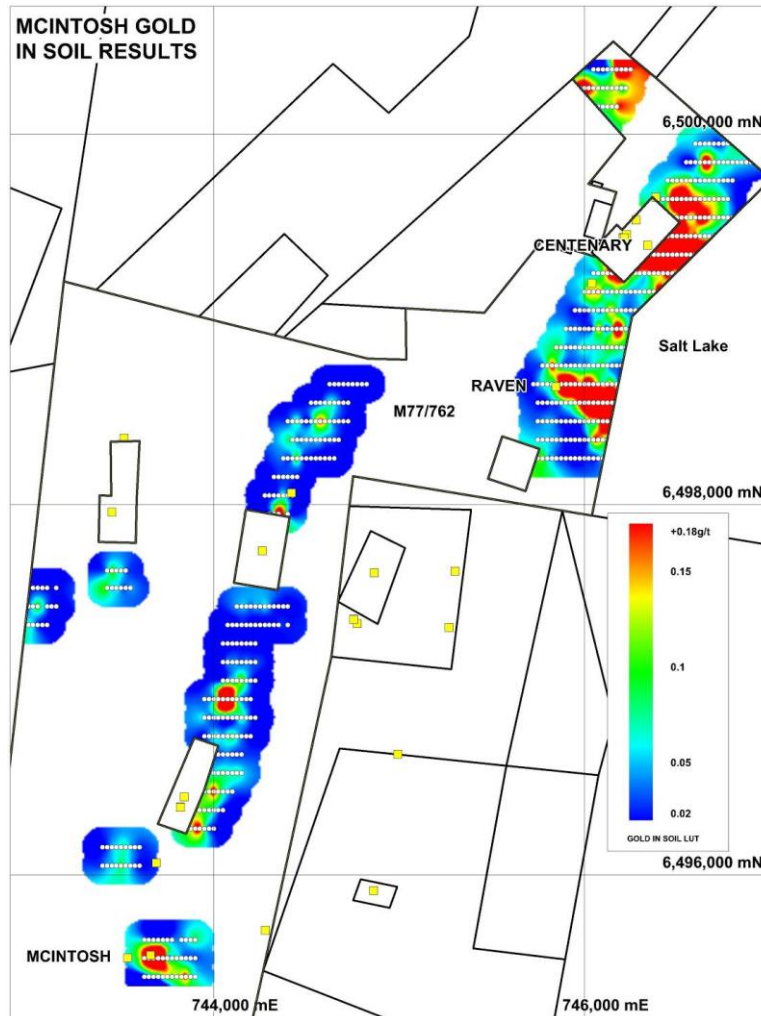 MCINTOSH GOLD
IN SOIL RESULTS
6,500,000 mN
CENTENARY
Salt Lake
RAVEN
M77/762
6,498,000 mN
+0.18g/t
0.15
0.1
0.05
0.02
GOLD IN SOIL LUT
6,496,000 mN
MCINTOSH
744,000 mE
746,000 mE